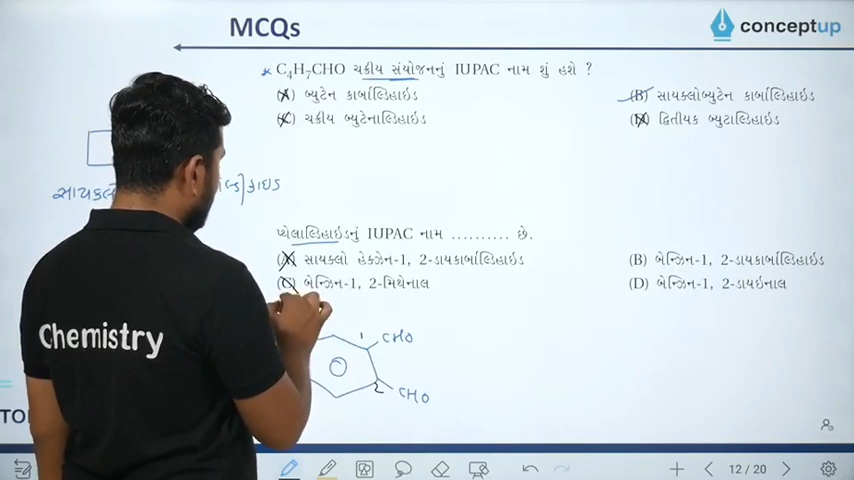 MCQs
conceptup
* C₄H₇CHO ચક્રીય સંયોજનનું IUPAC નામ શું હશે ?
(A) બ્યુટેન કાર્બાલ્ડિહાઇડ (B) સાયક્લોબ્યુટેન કાર્બાલ્ડિહાઇડ
(C) ચક્રીય બ્યુટેનાલ્ડિહાઇડ (D) દ્વિતીયક બ્યુટાલ્ડિહાઇડ
પ્થેલાલ્ડિહાઇડનું IUPAC નામ .......... છે.
(A) સાયક્લો હેક્ઝેન-1, 2-ડાયકાર્બાલ્ડિહાઇડ (B) બેન્ઝિન-1, 2-ડાયકાર્બાલ્ડિહાઇડ
(C) બેન્ઝિન-1, 2-મિથેનાલ (D) બેન્ઝિન-1, 2-ડાયઇનાલ
1 CHO
2 CHO
Chemistry
12 / 20